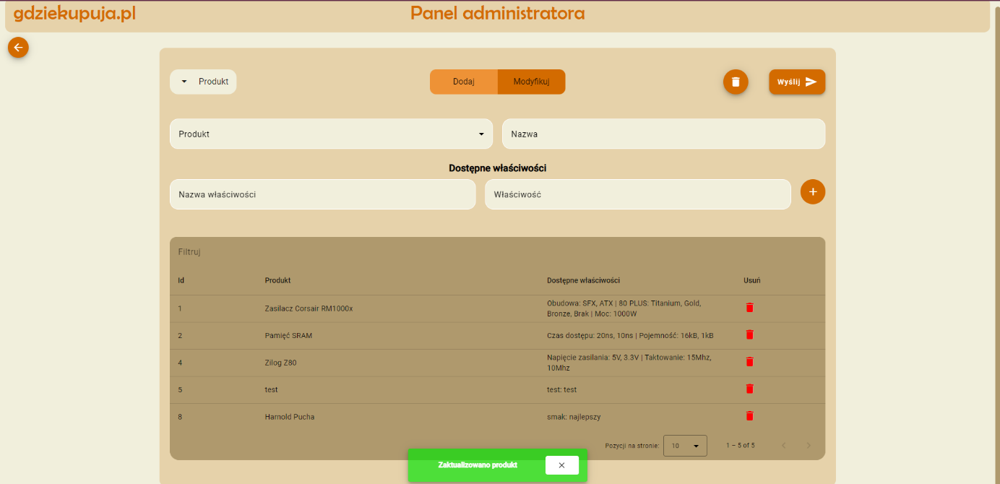 gdziekupuja.pl
Panel administratora
Produkt
Dodaj
Modyfikuj
Wyślij
Produkt
Nazwa
Dostępne właściwości
Nazwa właściwości
Właściwość
Filtruj
Id
Produkt
Dostępne właściwości
Usuń
1
Zasilacz Corsair RM1000x
Obudowa: SFX, ATX | 80 PLUS: Titanium, Gold,
Bronze, Brak | Moc: 1000W
2
Pamięć SRAM
Czas dostępu: 20ns, 10ns | Pojemność: 16kB, 1kB
4
Zilog Z80
Napięcie zasilania: 5V, 3.3V | Taktowanie: 15Mhz,
10Mhz
5
test
test: test
8
Harnold Pucha
smak: najlepszy
Pozycji na stronie:
10
1 – 5 of 5
Zaktualizowano produkt